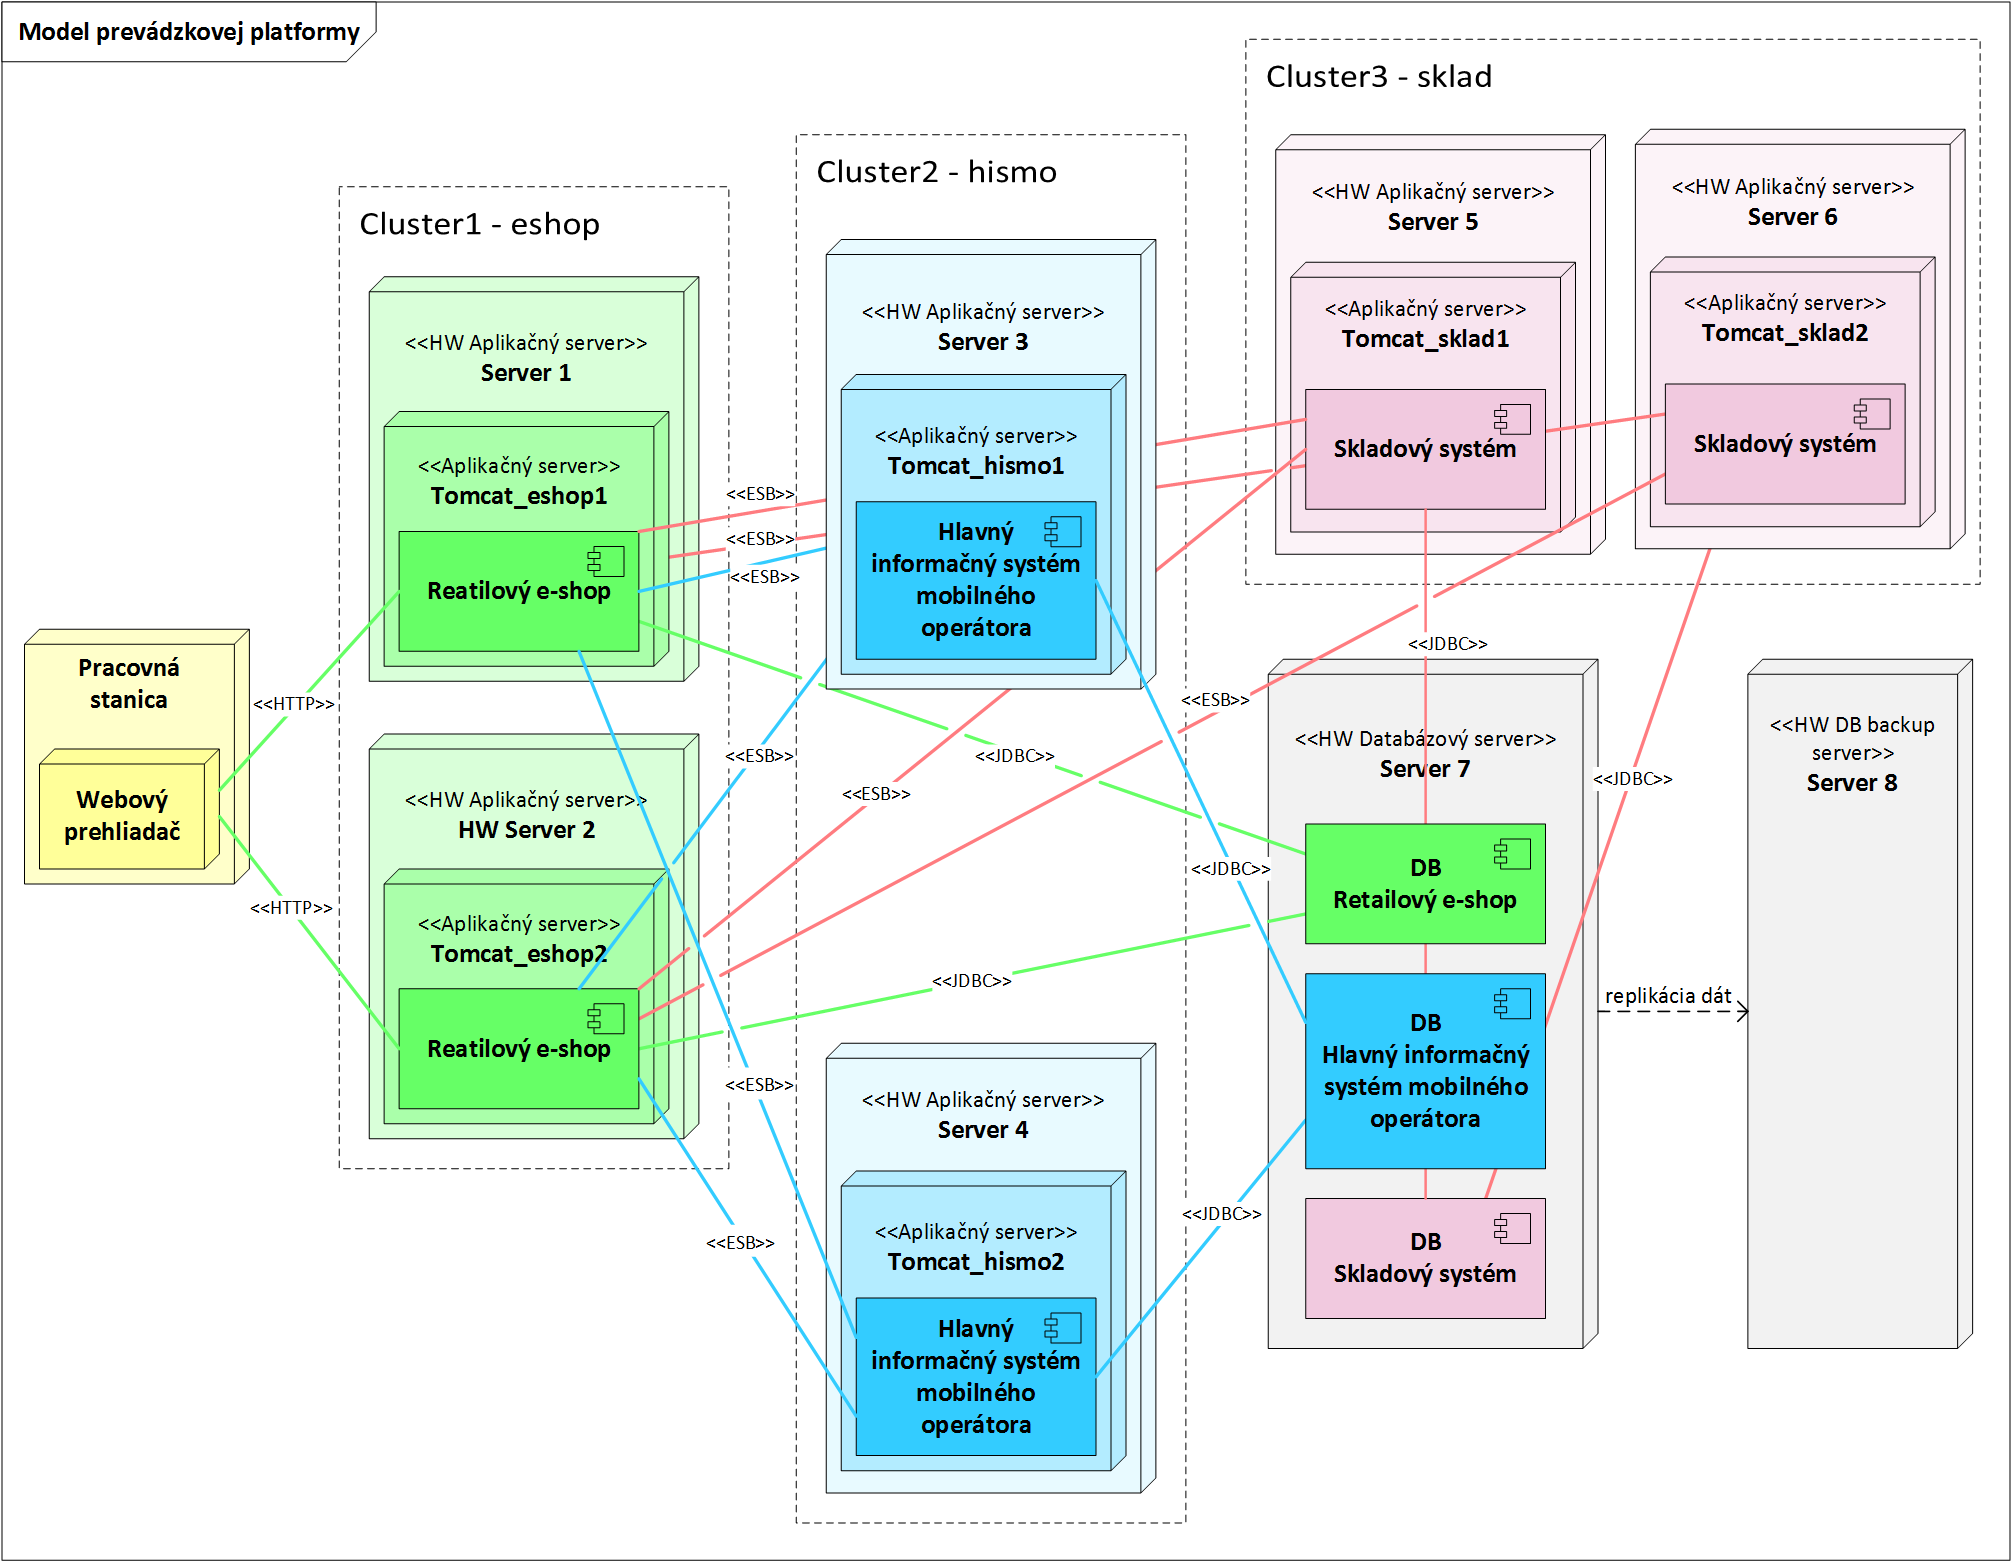 Model prevádzkovej platformy
Cluster3 - sklad
<<HW Aplikačný server>>
Server 5
<<Aplikačný server>>
Tomcat_sklad1
Skladový systém
<<HW Aplikačný server>>
Server 6
<<Aplikačný server>>
Tomcat_sklad2
Skladový systém
Cluster2 - hismo
<<HW Aplikačný server>>
Server 3
<<Aplikačný server>>
Tomcat_hismo1
Hlavný
informačný systém
mobilného
operátora
Cluster1 - eshop
<<HW Aplikačný server>>
Server 1
<<Aplikačný server>>
Tomcat_eshop1
Reatilový e-shop
<<ESB>>
<<ESB>>
<<ESB>>
Pracovná
stanica
Webový
prehliadač
<<HTTP>>
<<HTTP>>
<<HW Aplikačný server>>
HW Server 2
<<Aplikačný server>>
Tomcat_eshop2
Reatilový e-shop
<<ESB>>
<<ESB>>
<<ESB>>
<<JDBC>>
<<JDBC>>
<<ESB>>
<<ESB>>
<<JDBC>>
<<JDBC>>
<<JDBC>>
<<JDBC>>
<<HW Aplikačný server>>
Server 4
<<Aplikačný server>>
Tomcat_hismo2
Hlavný
informačný systém
mobilného
operátora
<<HW Databázový server>>
Server 7
DB
Retailový e-shop
DB
Hlavný informačný
systém mobilného
operátora
DB
Skladový systém
replikácia dát
<<HW DB backup
server>>
Server 8